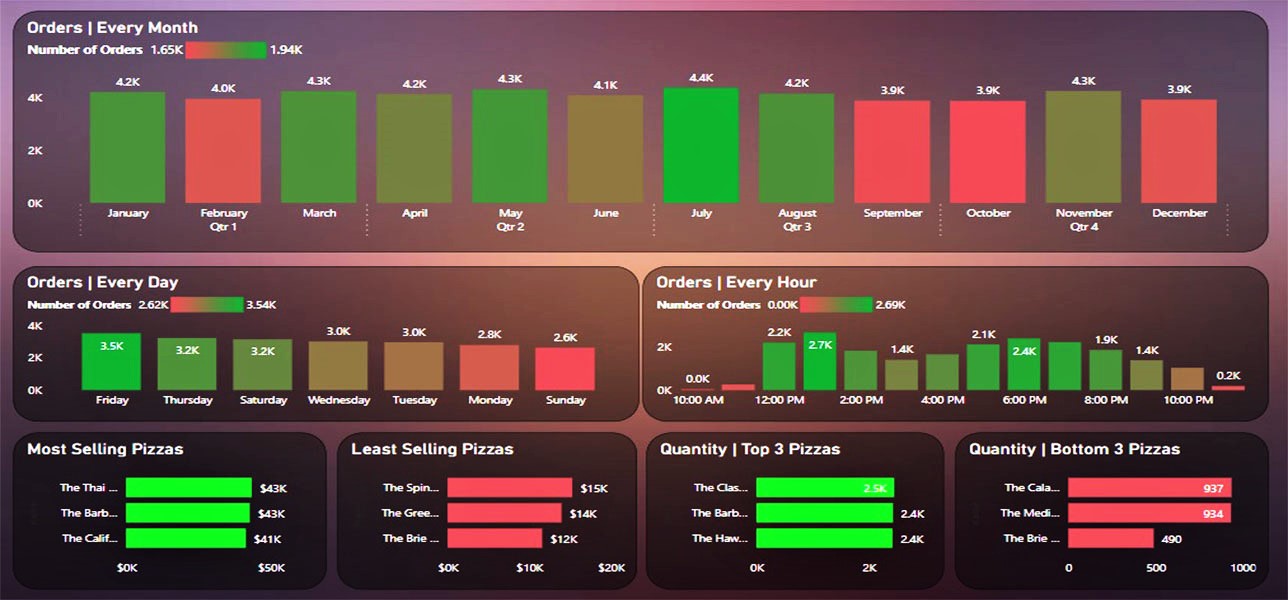 Orders | Every Month
Number of Orders 1.65K 1.94K
4.2K 4.0K 4.3K 4.2K 4.3K 4.1K 4.4K 4.2K 3.9K 3.9K 4.3K 3.9K
4K
2K
0K
January February March April May June July August September October November December
Qtr 1 Qtr 2 Qtr 3 Qtr 4
Orders | Every Day
Number of Orders 2.62K 3.54K
4K
2K
0K
3.5K 3.2K 3.2K 3.0K 3.0K 2.8K 2.6K
Friday Thursday Saturday Wednesday Tuesday Monday Sunday
Orders | Every Hour
Number of Orders 0.00K 2.69K
2K
0K
0.0K 2.2K 2.7K 1.4K 2.1K 2.4K 1.9K 1.4K 0.2K
10:00 AM 12:00 PM 2:00 PM 4:00 PM 6:00 PM 8:00 PM 10:00 PM
Most Selling Pizzas
The Thai ... $43K
The Barb... $43K
The Calif... $41K
$0K $50K
Least Selling Pizzas
The Spin... $15K
The Gree... $14K
The Brie ... $12K
$0K $10K $20K
Quantity | Top 3 Pizzas
The Clas... 2.5K
The Barb... 2.4K
The Haw... 2.4K
0K 2K
Quantity | Bottom 3 Pizzas
The Cala... 937
The Medi... 934
The Brie ... 490
0 500 1000